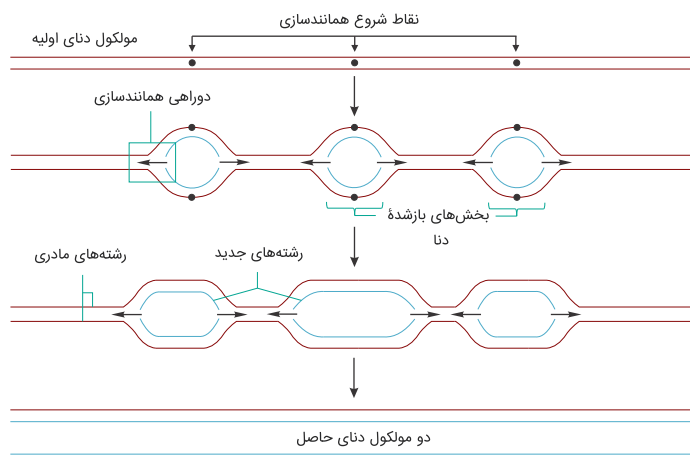 نقاط شروع همانندسازی
مولکول دنای اولیه
دوراهی همانندسازی
بخش‌های بازشدهٔ
دنا
رشته‌های جدید
رشته‌های مادری
دو مولکول دنای حاصل